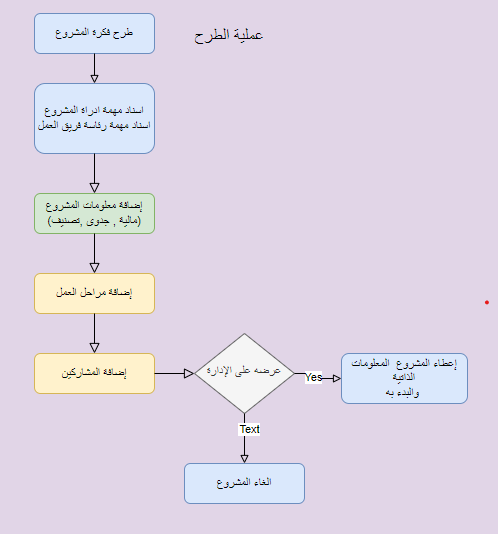 عملية الطرح
طرح فكرة المشروع
اسناد مهمة ادراة المشروع
اسناد مهمة رئاسة فريق العمل
إضافة معلومات المشروع
(مالية , جدوى ,تصنيف)
إضافة مراحل العمل
إضافة المشاركين
عرضه على الإدارة
Yes
إعطاء المشروع المعلومات
الذاتية
والبدء به
Text
الغاء المشروع